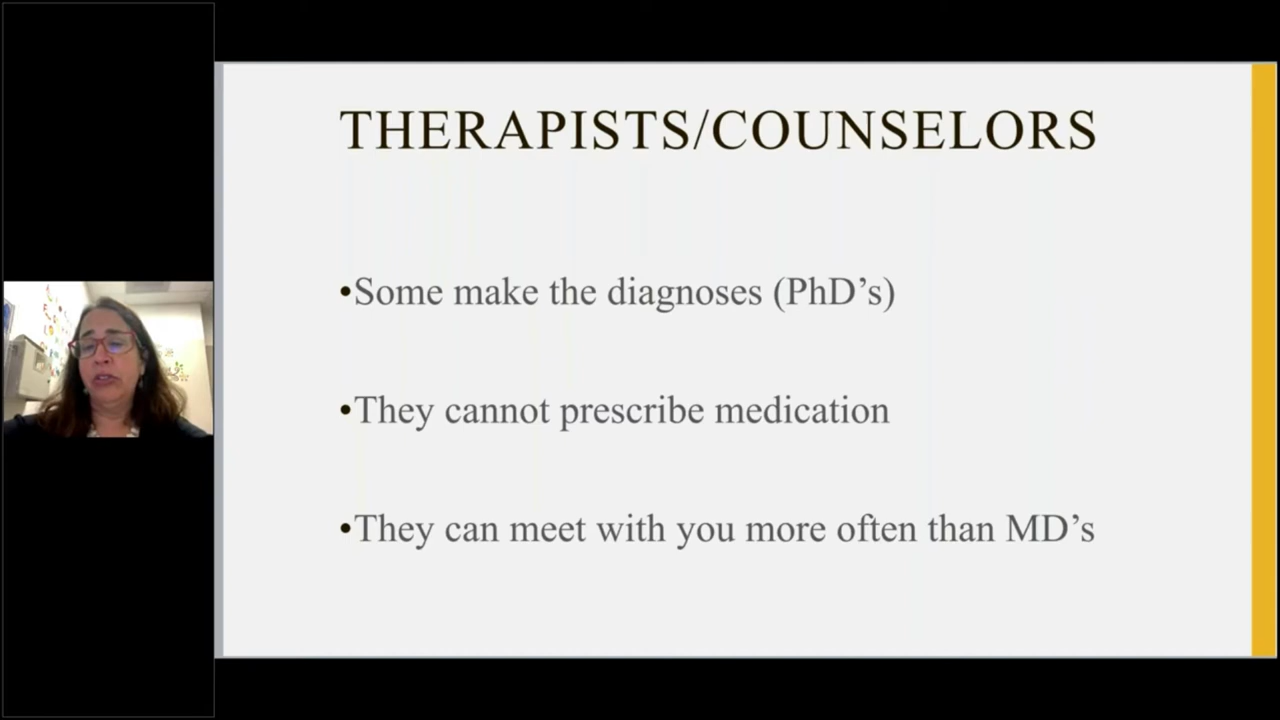 THERAPISTS/COUNSELORS
•Some make the diagnoses (PhD’s)
•They cannot prescribe medication
•They can meet with you more often than MD’s